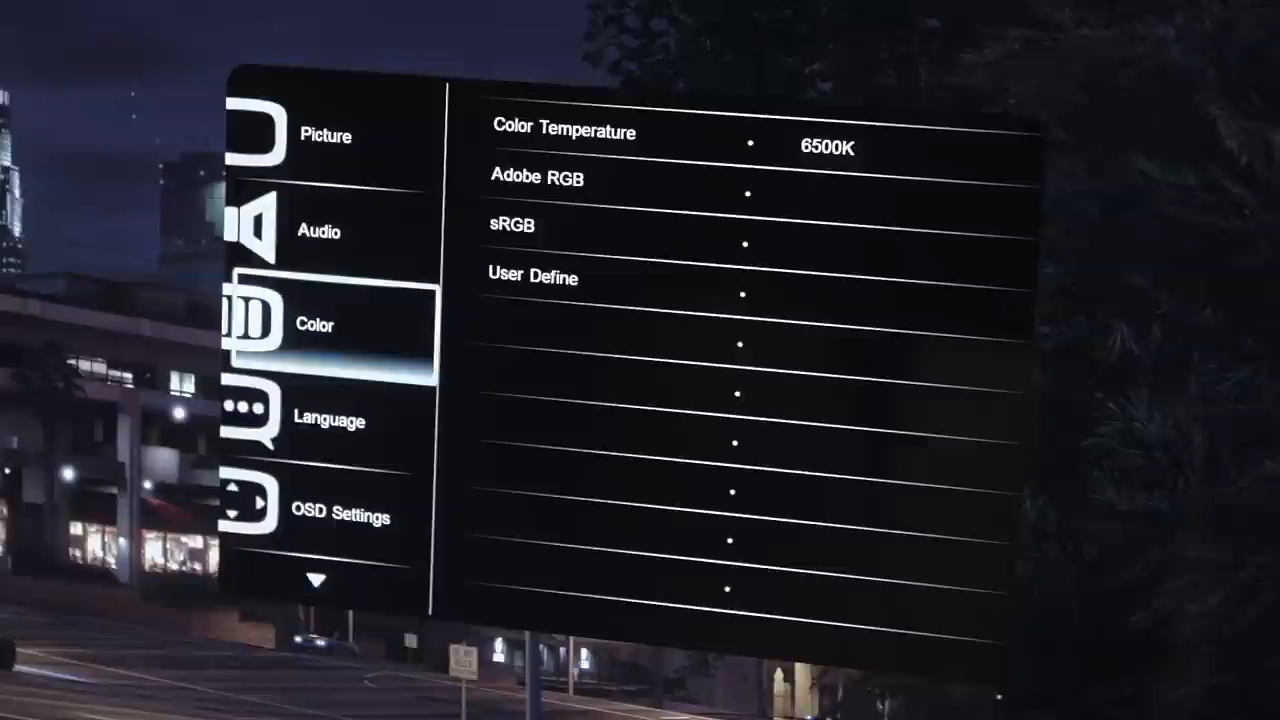 Picture
Audio
Color
Language
OSD Settings
Color Temperature 6500K
Adobe RGB
sRGB
User Define